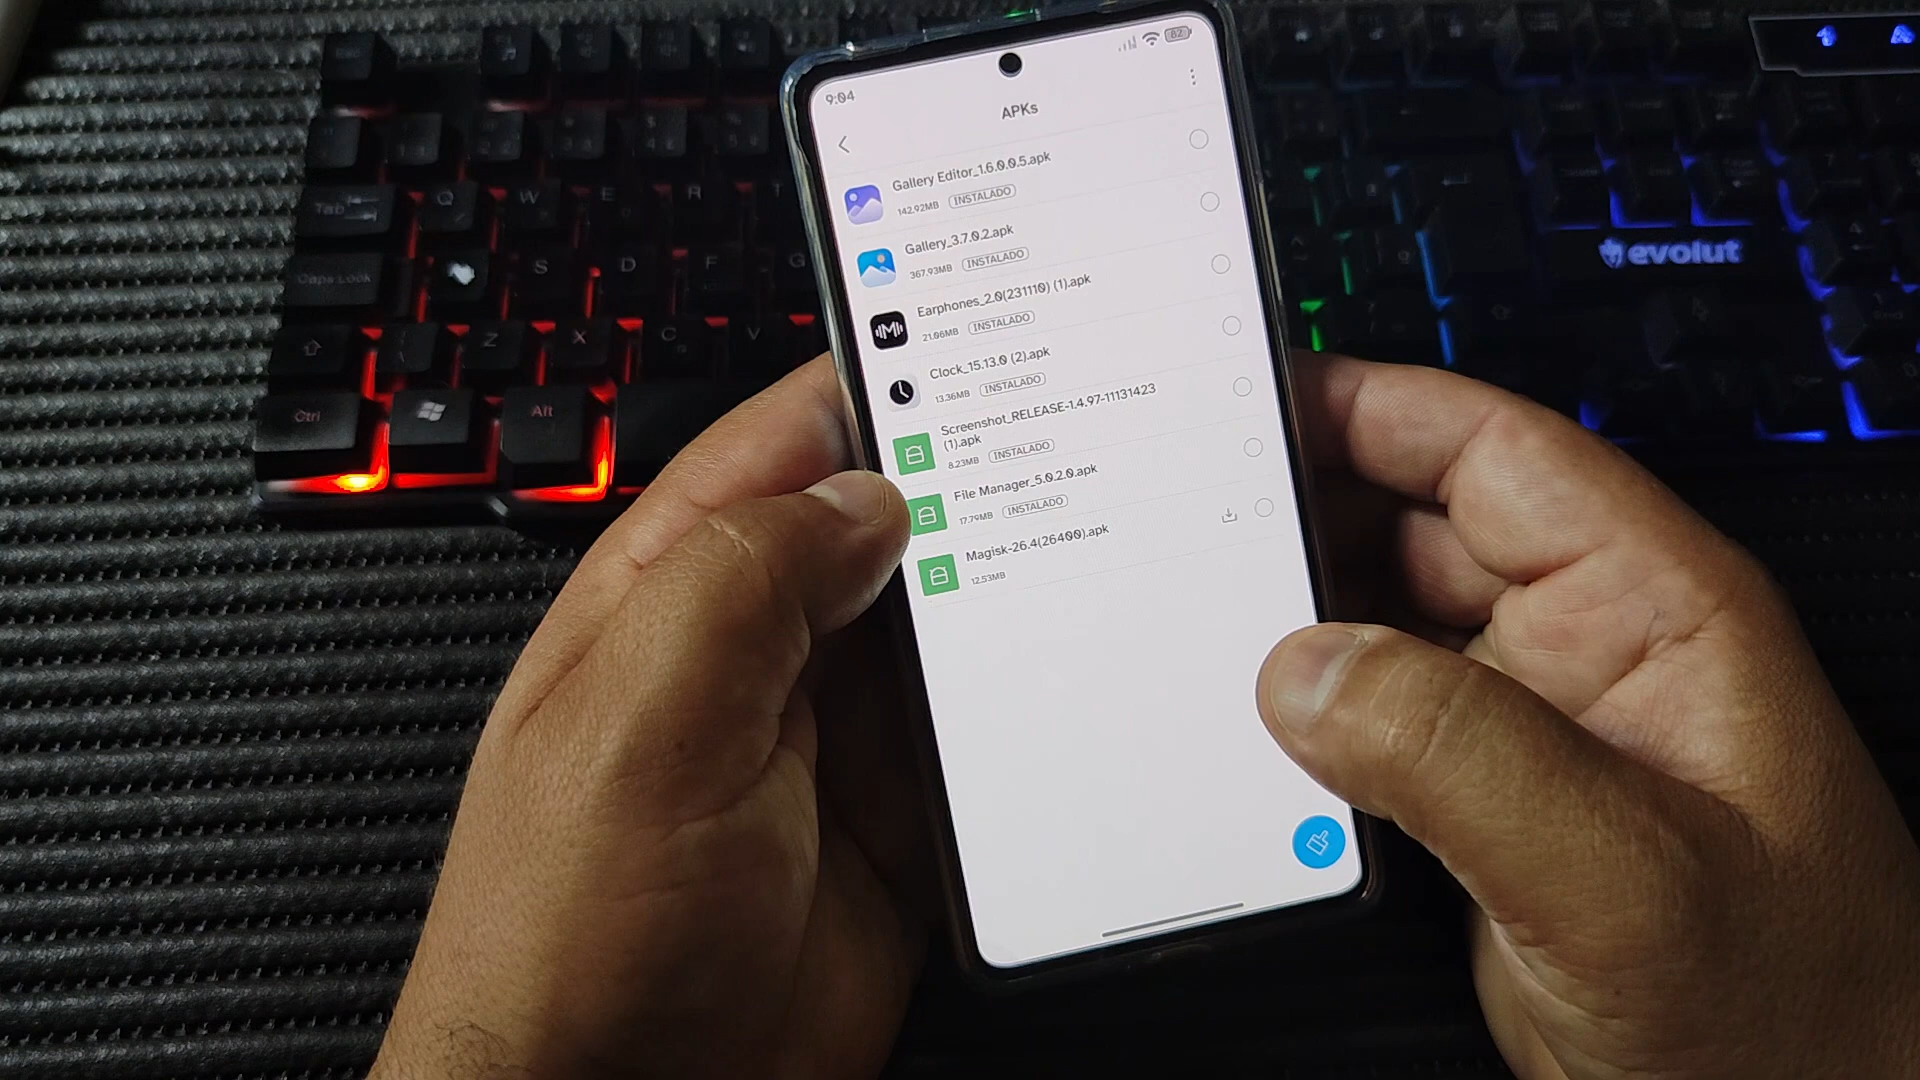 9:04
82
APKs
Gallery Editor_1.6.0.0.5.apk
142.92MB INSTALADO
Gallery_3.7.0.2.apk
367.93MB INSTALADO
Earphones_2.0(231110) (1).apk
21.06MB INSTALADO
Clock_15.13.0 (2).apk
13.36MB INSTALADO
Screenshot_RELEASE-1.4.97-11131423
(1).apk
8.23MB INSTALADO
File Manager_5.0.2.0.apk
17.79MB INSTALADO
Magisk-26.4(26400).apk
12.53MB
Tab
Q W E R T
Caps Lock
S D F G
Z X C V
Ctrl
Alt
evolut